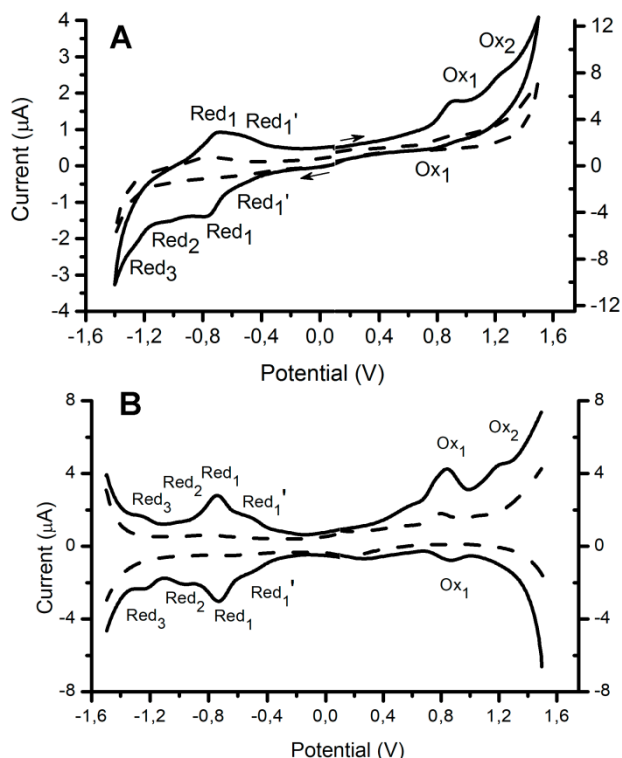 A
4
3
2
1
0
-1
-2
-3
-4
Current (µA)
12
8
4
0
-4
-8
-12
Red1
Red1'
Ox1
Ox2
Ox1
Red1'
Red1
Red2
Red3
-1,6 -1,2 -0,8 -0,4 0,0 0,4 0,8 1,2 1,6
Potential (V)
B
8
4
0
-4
-8
Current (µA)
8
4
0
-4
-8
Red3
Red2
Red1
Red1'
Ox1
Ox2
Red3
Red2
Red1
Red1'
Ox1
-1,6 -1,2 -0,8 -0,4 0,0 0,4 0,8 1,2 1,6
Potential (V)